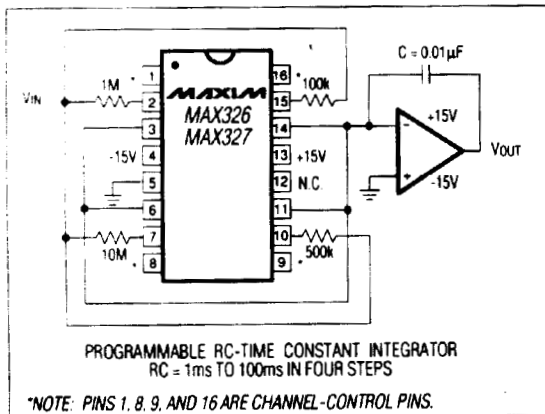 C = 0.01µF
VIN
1M
* 1
16 *
100k
2
MAXIM
15
MAX326
MAX327
3
14
- +15V
VOUT
-15V
4
13
+15V
5
12
N.C.
+ -15V
6
11
7
10
10M
500k
* 8
9 *
PROGRAMMABLE RC-TIME CONSTANT INTEGRATOR
RC = 1ms TO 100ms IN FOUR STEPS
*NOTE: PINS 1, 8, 9, AND 16 ARE CHANNEL-CONTROL PINS.